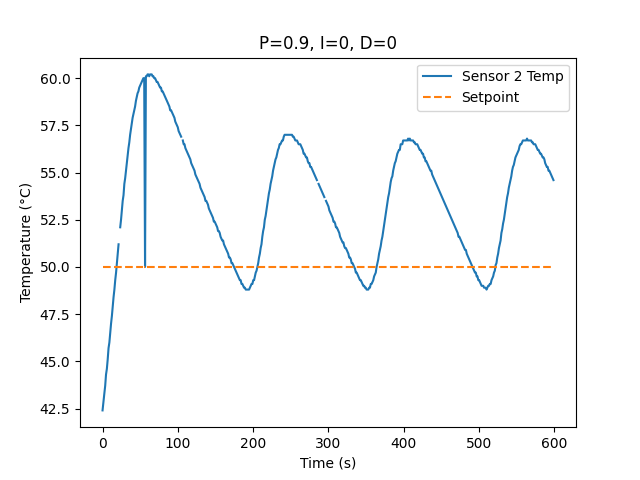 P=0.9, I=0, D=0
Sensor 2 Temp
Setpoint
60.0
57.5
55.0
52.5
50.0
47.5
45.0
42.5
Temperature (°C)
0 100 200 300 400 500 600
Time (s)